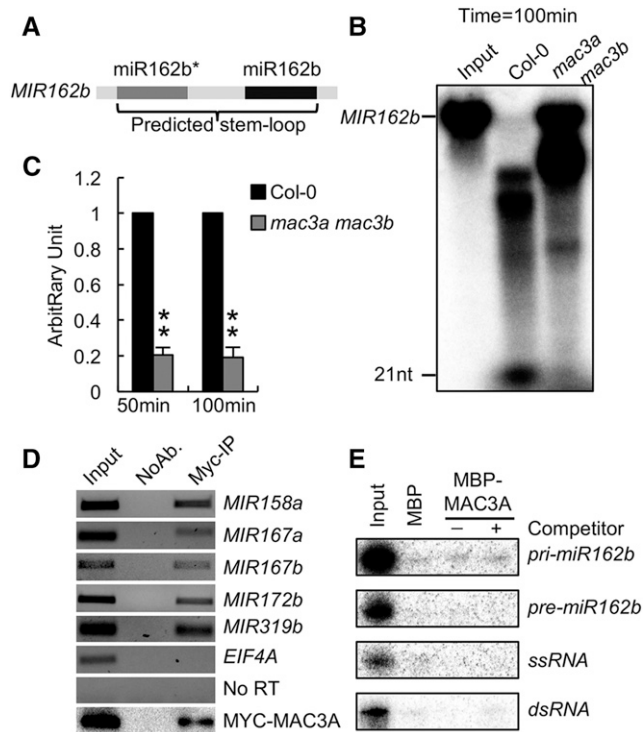 A
miR162b* miR162b
MIR162b
Predicted stem-loop
B
Time=100min
Input Col-0 mac3a mac3b
MIR162b
21nt
C
1.2
1
0.8
0.6
0.4
0.2
0
ArbitRary Unit
Col-0
mac3a mac3b
**
**
50min 100min
D
Input NoAb. Myc-IP
MIR158a
MIR167a
MIR167b
MIR172b
MIR319b
EIF4A
No RT
MYC-MAC3A
E
Input MBP MBP-
MAC3A
– + Competitor
pri-miR162b
pre-miR162b
ssRNA
dsRNA